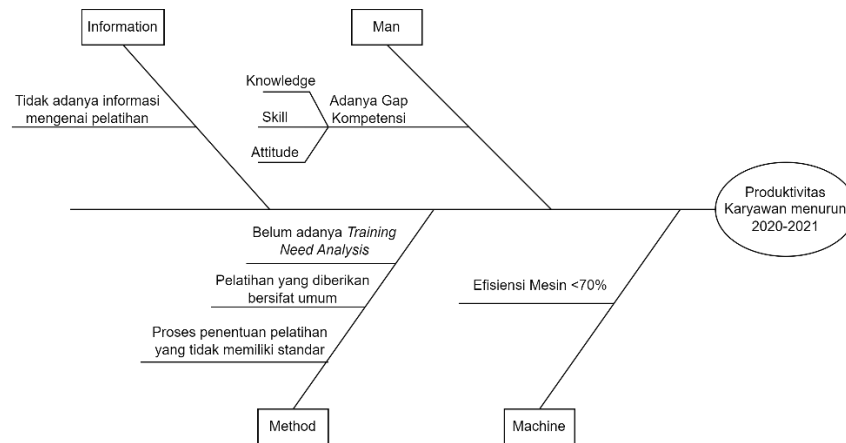 Information
Man
Knowledge
Skill
Attitude
Adanya Gap
Kompetensi
Tidak adanya informasi
mengenai pelatihan
Produktivitas
Karyawan menurun
2020-2021
Belum adanya Training
Need Analysis
Pelatihan yang diberikan
bersifat umum
Proses penentuan pelatihan
yang tidak memiliki standar
Efisiensi Mesin <70%
Method
Machine